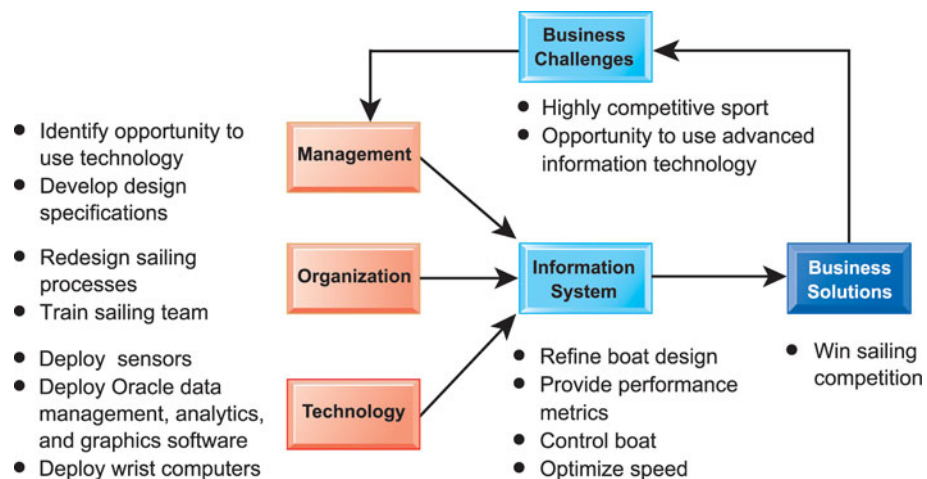 Business
Challenges
● Highly competitive sport
● Opportunity to use advanced
information technology
● Identify opportunity to
use technology
● Develop design
specifications
Management
● Redesign sailing
processes
● Train sailing team
Organization
● Deploy sensors
● Deploy Oracle data
management, analytics,
and graphics software
● Deploy wrist computers
Technology
Information
System
● Refine boat design
● Provide performance
metrics
● Control boat
● Optimize speed
Business
Solutions
● Win sailing
competition